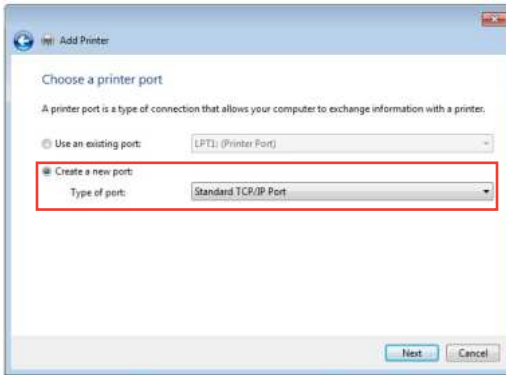 Add Printer
Choose a printer port
A printer port is a type of connection that allows your computer to exchange information with a printer.
Use an existing port: LPT1: (Printer Port)
Create a new port:
Type of port: Standard TCP/IP Port
Next Cancel